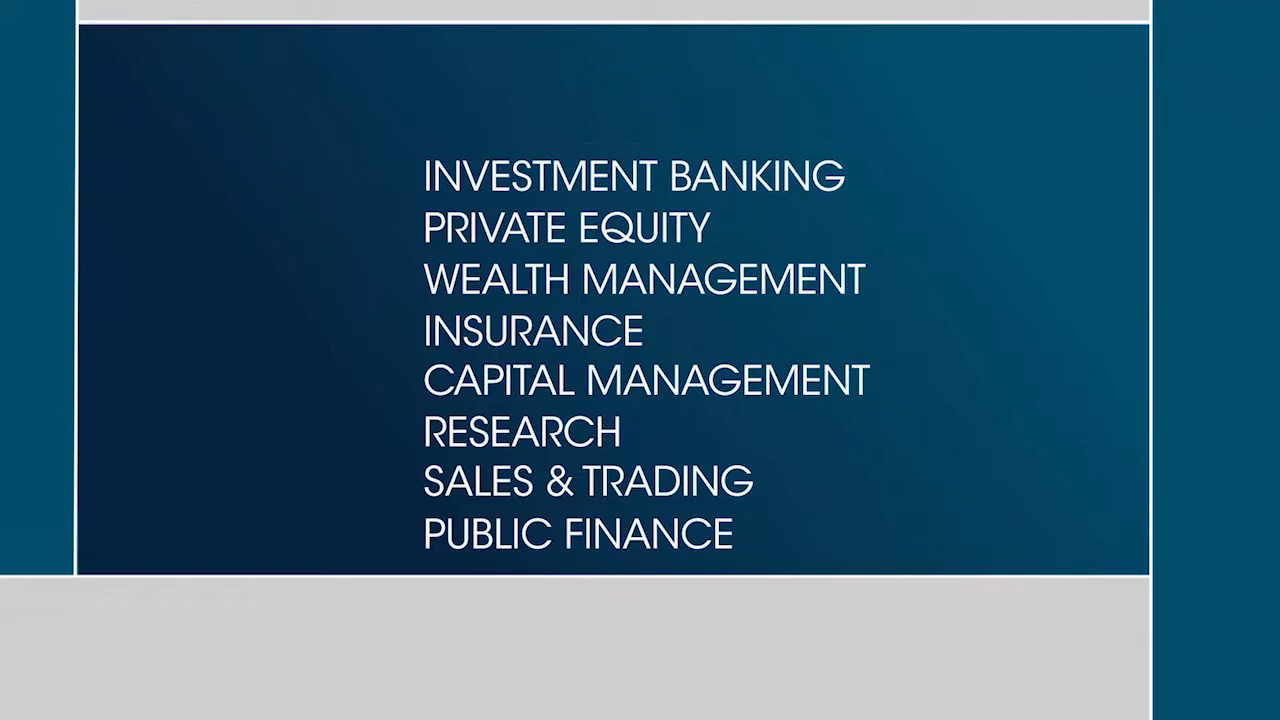 INVESTMENT BANKING
PRIVATE EQUITY
WEALTH MANAGEMENT
INSURANCE
CAPITAL MANAGEMENT
RESEARCH
SALES & TRADING
PUBLIC FINANCE